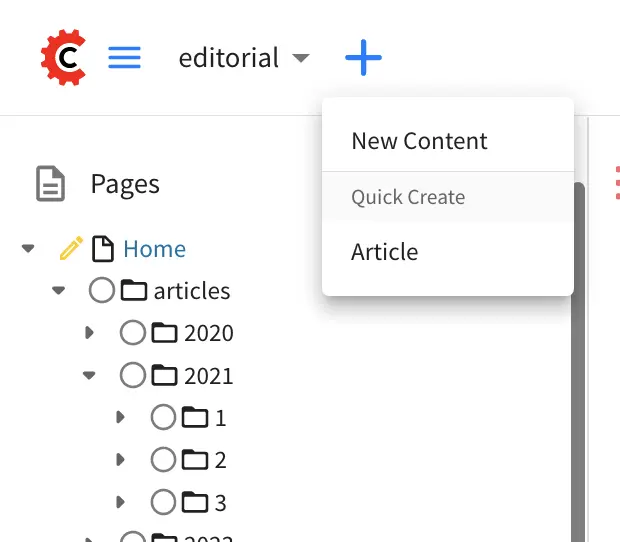 C
editorial
New Content
Pages
Quick Create
Home
Article
articles
2020
2021
1
2
3